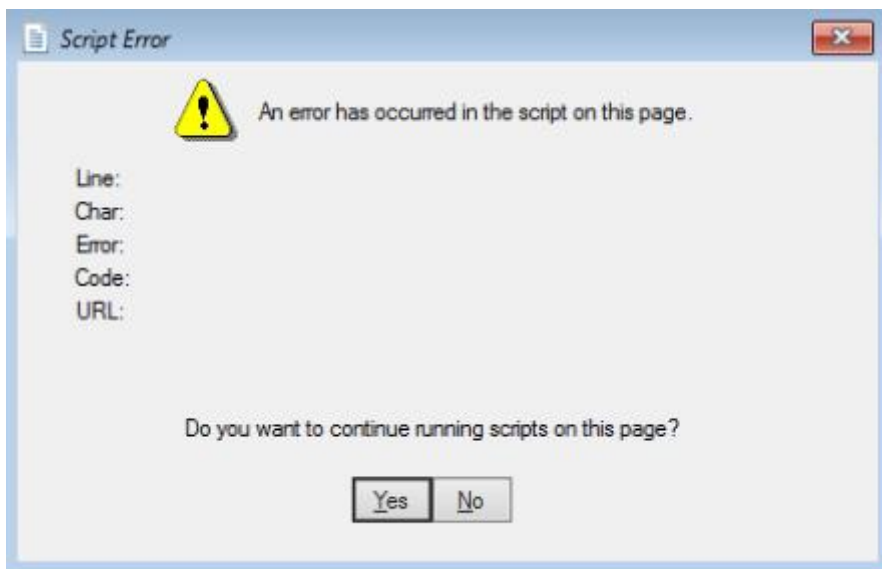 Script Error
An error has occurred in the script on this page.
Line:
Char:
Error:
Code:
URL:
Do you want to continue running scripts on this page?
Yes No